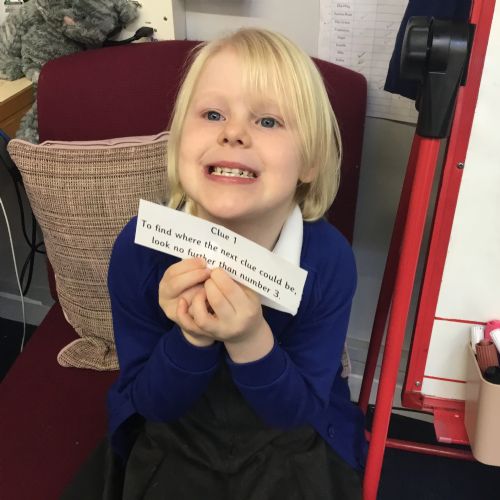 Clue 1
To find where the next clue could be,
look no further than number 3.